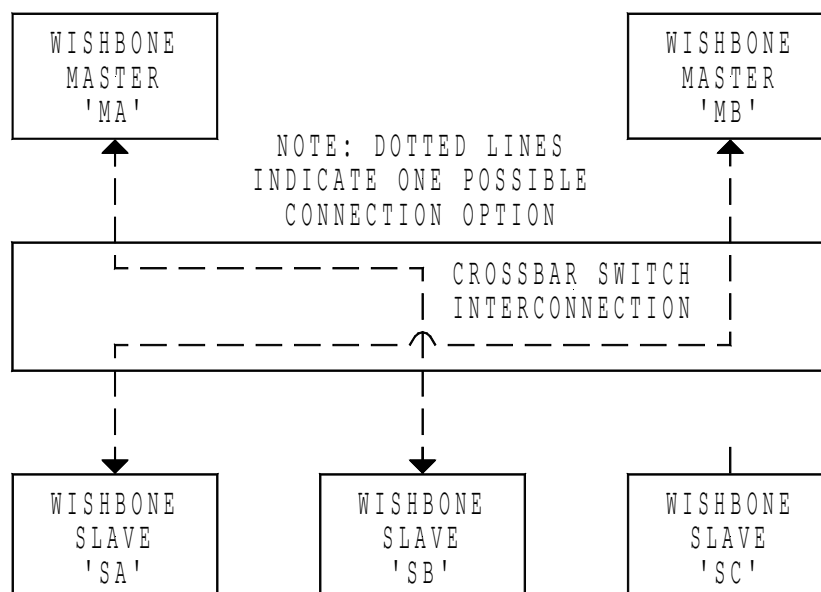 WISHBONE
MASTER
'MA'
WISHBONE
MASTER
'MB'
NOTE: DOTTED LINES
INDICATE ONE POSSIBLE
CONNECTION OPTION
CROSSBAR SWITCH
INTERCONNECTION
WISHBONE
SLAVE
'SA'
WISHBONE
SLAVE
'SB'
WISHBONE
SLAVE
'SC'